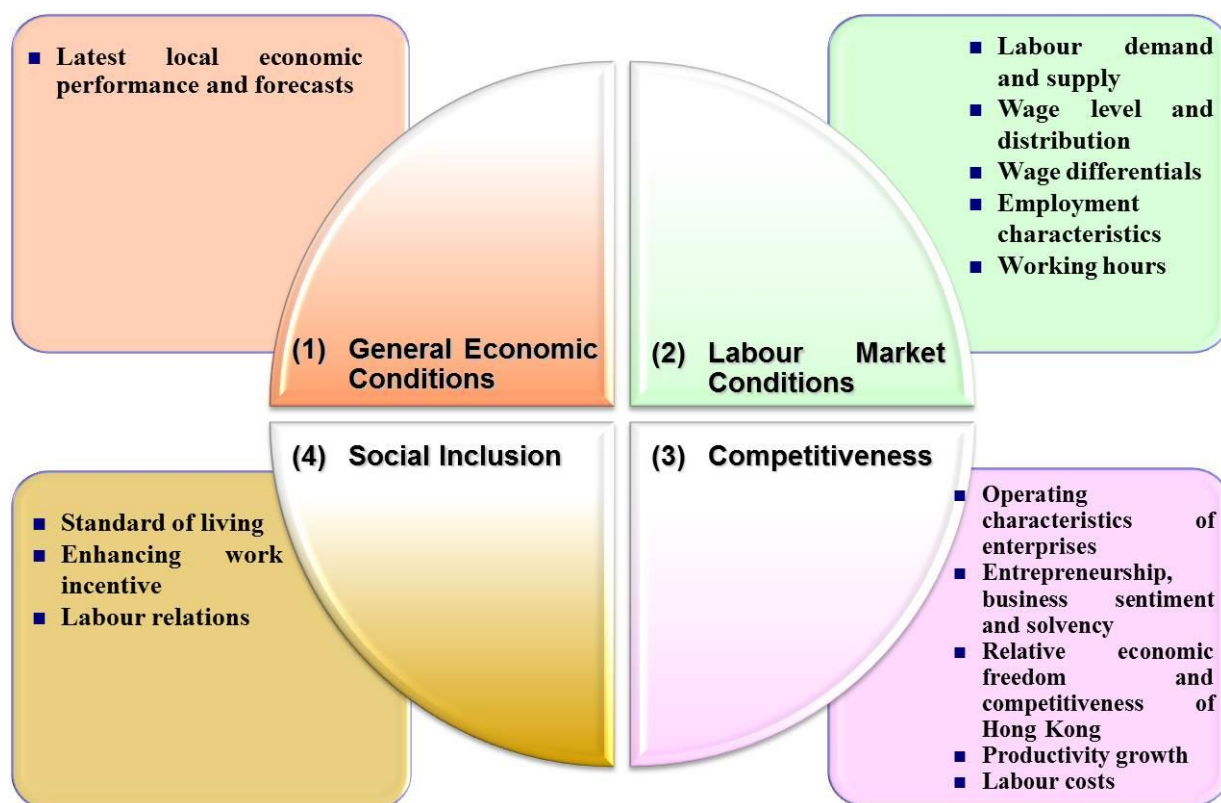 ■ Latest local economic
performance and forecasts
(1) General Economic
Conditions
■ Labour demand
and supply
■ Wage level and
distribution
■ Wage differentials
■ Employment
characteristics
■ Working hours
(2) Labour Market
Conditions
(4) Social Inclusion
■ Standard of living
■ Enhancing work
incentive
■ Labour relations
(3) Competitiveness
■ Operating
characteristics of
enterprises
■ Entrepreneurship,
business sentiment
and solvency
■ Relative economic
freedom and
competitiveness of
Hong Kong
■ Productivity growth
■ Labour costs